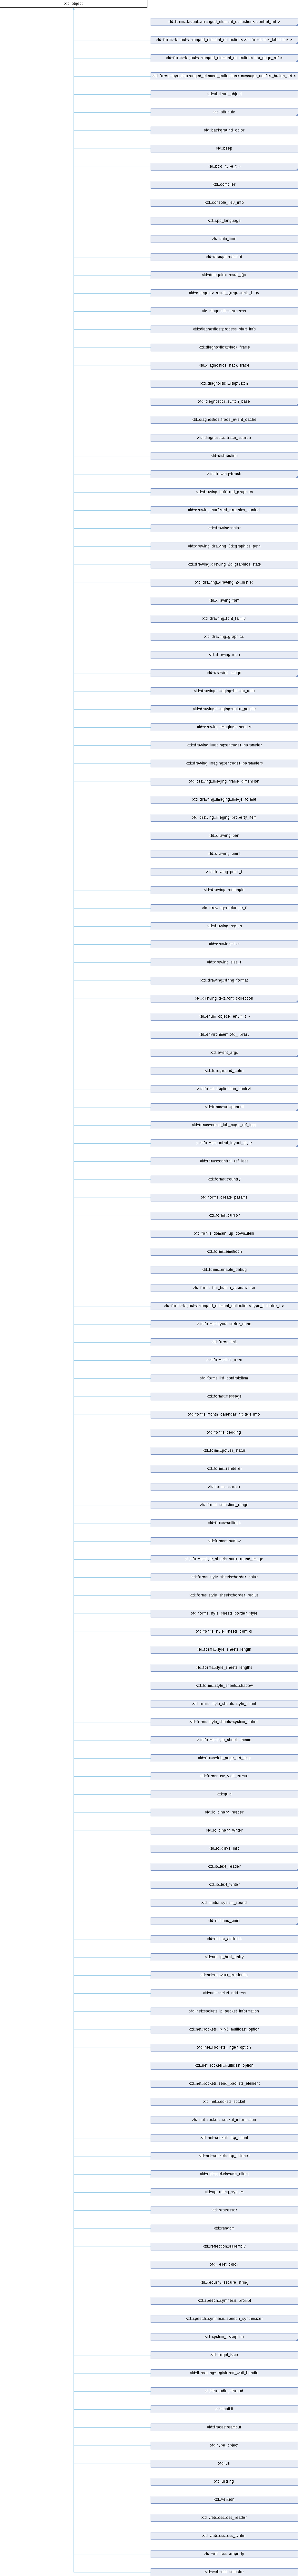 xtd::object
xtd::forms::layout::arranged_element_collection< control_ref >
xtd::forms::layout::arranged_element_collection< xtd::forms::link_label::link >
xtd::forms::layout::arranged_element_collection< tab_page_ref >
xtd::forms::layout::arranged_element_collection< message_notifier_button_ref >
xtd::abstract_object
xtd::attribute
xtd::background_color
xtd::beep
xtd::box< type_t >
xtd::compiler
xtd::console_key_info
xtd::cpp_language
xtd::date_time
xtd::debugstreambuf
xtd::delegate< result_t()>
xtd::delegate< result_t(arguments_t...)>
xtd::diagnostics::process
xtd::diagnostics::process_start_info
xtd::diagnostics::stack_frame
xtd::diagnostics::stack_trace
xtd::diagnostics::stopwatch
xtd::diagnostics::switch_base
xtd::diagnostics::trace_event_cache
xtd::diagnostics::trace_source
xtd::distribution
xtd::drawing::brush
xtd::drawing::buffered_graphics
xtd::drawing::buffered_graphics_context
xtd::drawing::color
xtd::drawing::drawing_2d::graphics_path
xtd::drawing::drawing_2d::graphics_state
xtd::drawing::drawing_2d::matrix
xtd::drawing::font
xtd::drawing::font_family
xtd::drawing::graphics
xtd::drawing::icon
xtd::drawing::image
xtd::drawing::imaging::bitmap_data
xtd::drawing::imaging::color_palette
xtd::drawing::imaging::encoder
xtd::drawing::imaging::encoder_parameter
xtd::drawing::imaging::encoder_parameters
xtd::drawing::imaging::frame_dimension
xtd::drawing::imaging::image_format
xtd::drawing::imaging::property_item
xtd::drawing::pen
xtd::drawing::point
xtd::drawing::point_f
xtd::drawing::rectangle
xtd::drawing::rectangle_f
xtd::drawing::region
xtd::drawing::size
xtd::drawing::size_f
xtd::drawing::string_format
xtd::drawing::text::font_collection
xtd::enum_object< enum_t >
xtd::environment::xtd_library
xtd::event_args
xtd::foreground_color
xtd::forms::application_context
xtd::forms::component
xtd::forms::const_tab_page_ref_less
xtd::forms::control_layout_style
xtd::forms::control_ref_less
xtd::forms::country
xtd::forms::create_params
xtd::forms::cursor
xtd::forms::domain_up_down::item
xtd::forms::emoticon
xtd::forms::enable_debug
xtd::forms::flat_button_appearance
xtd::forms::layout::arranged_element_collection< type_t, sorter_t >
xtd::forms::layout::sorter_none
xtd::forms::link
xtd::forms::link_area
xtd::forms::list_control::item
xtd::forms::message
xtd::forms::month_calendar::hit_test_info
xtd::forms::padding
xtd::forms::power_status
xtd::forms::renderer
xtd::forms::screen
xtd::forms::selection_range
xtd::forms::settings
xtd::forms::shadow
xtd::forms::style_sheets::background_image
xtd::forms::style_sheets::border_color
xtd::forms::style_sheets::border_radius
xtd::forms::style_sheets::border_style
xtd::forms::style_sheets::control
xtd::forms::style_sheets::length
xtd::forms::style_sheets::lengths
xtd::forms::style_sheets::shadow
xtd::forms::style_sheets::style_sheet
xtd::forms::style_sheets::system_colors
xtd::forms::style_sheets::theme
xtd::forms::tab_page_ref_less
xtd::forms::use_wait_cursor
xtd::guid
xtd::io::binary_reader
xtd::io::binary_writer
xtd::io::drive_info
xtd::io::text_reader
xtd::io::text_writer
xtd::media::system_sound
xtd::net::end_point
xtd::net::ip_address
xtd::net::ip_host_entry
xtd::net::network_credential
xtd::net::socket_address
xtd::net::sockets::ip_packet_information
xtd::net::sockets::ip_v6_multicast_option
xtd::net::sockets::linger_option
xtd::net::sockets::multicast_option
xtd::net::sockets::send_packets_element
xtd::net::sockets::socket
xtd::net::sockets::socket_information
xtd::net::sockets::tcp_client
xtd::net::sockets::tcp_listener
xtd::net::sockets::udp_client
xtd::operating_system
xtd::processor
xtd::random
xtd::reflection::assembly
xtd::reset_color
xtd::security::secure_string
xtd::speech::synthesis::prompt
xtd::speech::synthesis::speech_synthesizer
xtd::system_exception
xtd::target_type
xtd::threading::registered_wait_handle
xtd::threading::thread
xtd::toolkit
xtd::tracestreambuf
xtd::type_object
xtd::uri
xtd::ustring
xtd::version
xtd::web::css::css_reader
xtd::web::css::css_writer
xtd::web::css::property
xtd::web::css::selector